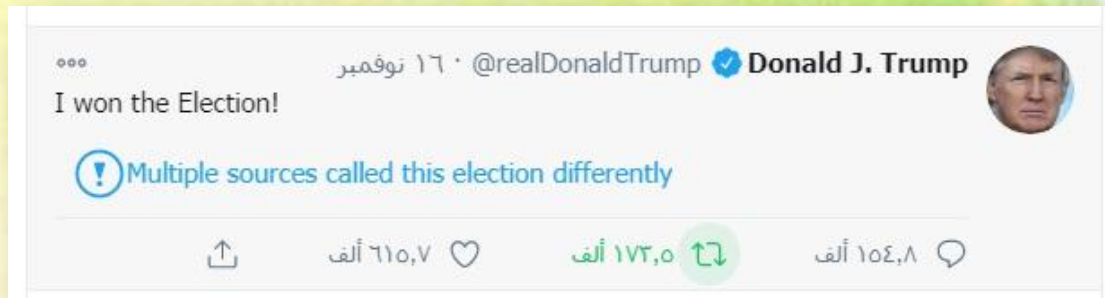 Donald J. Trump @realDonaldTrump · ١٦ نوفمبر
I won the Election!
Multiple sources called this election differently
١٥٤,٨ ألف ١٧٣,٥ ألف ٦١٥,٧ ألف